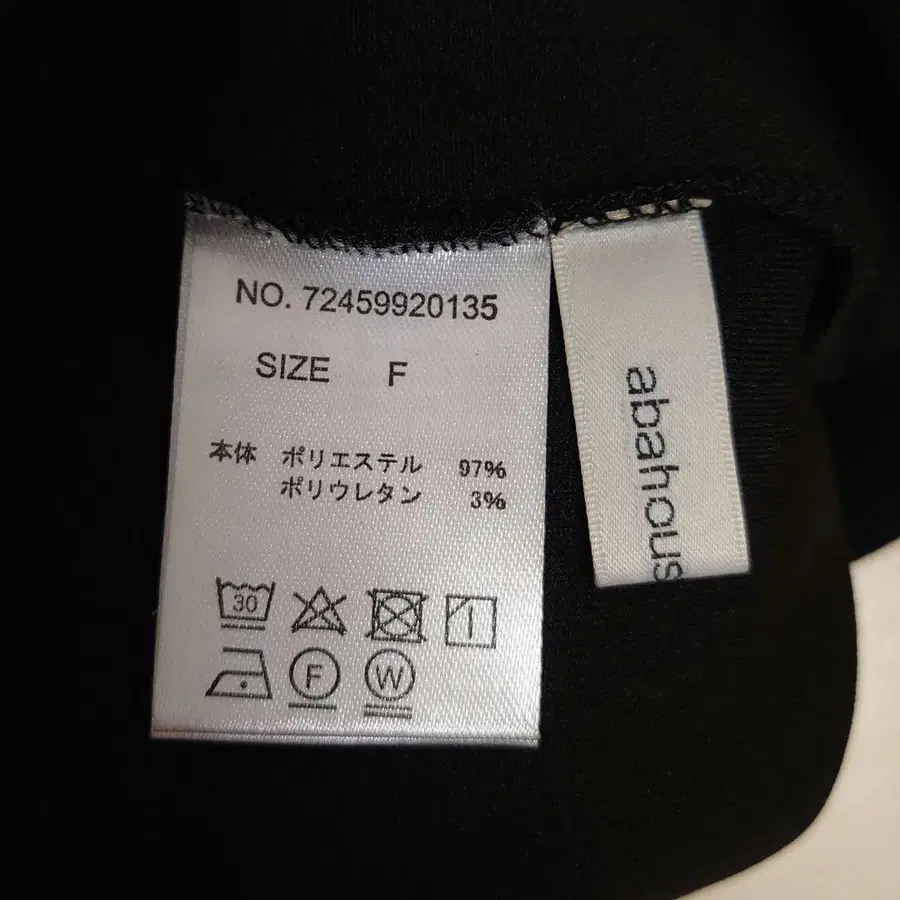 NO. 72459920135
SIZE F
本体 ポリエステル 97%
ポリウレタン 3%
30
F W
abahous